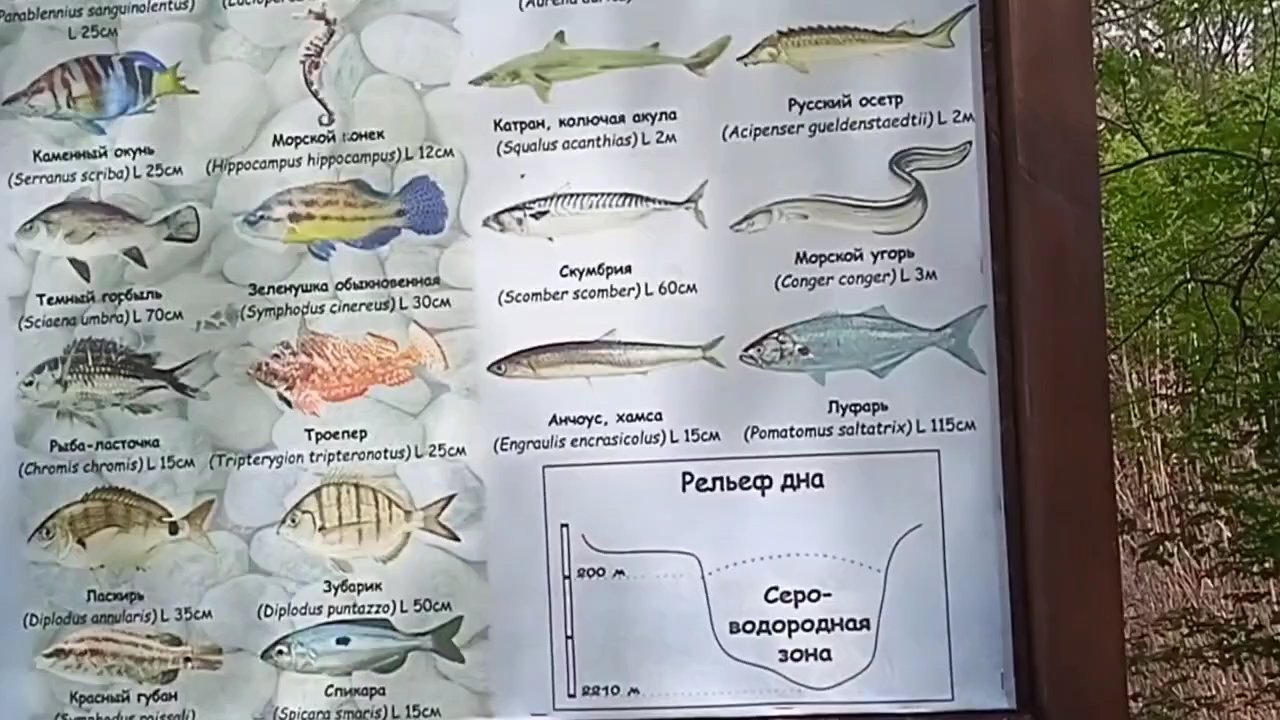 Parablennius sanguinolentus)
L 25см
Каменный окунь
(Serranus scriba) L 25см
Морской конек
(Hippocampus hippocampus) L 12см
Темный горбыль
(Sciaena umbra) L 70см
Зеленушка обыкновенная
(Symphodus cinereus) L 30см
Рыба-ласточка
(Chromis chromis) L 15см
Троепер
(Tripterygion tripteronotus) L 25см
Ласкирь
(Diplodus annularis) L 35см
Зубарик
(Diplodus puntazzo) L 50см
Красный губан
Спикара
(Spicara smaris) L 15см
Катран, колючая акула
(Squalus acanthias) L 2м
Русский осетр
(Acipenser gueldenstaedtii) L 2м
Скумбрия
(Scomber scomber) L 60см
Морской угорь
(Conger conger) L 3м
Анчоус, хамса
(Engraulis encrasicolus) L 15см
Луфарь
(Pomatomus saltatrix) L 115см
Рельеф дна
200 м
Серо-
водородная
зона
2210 м